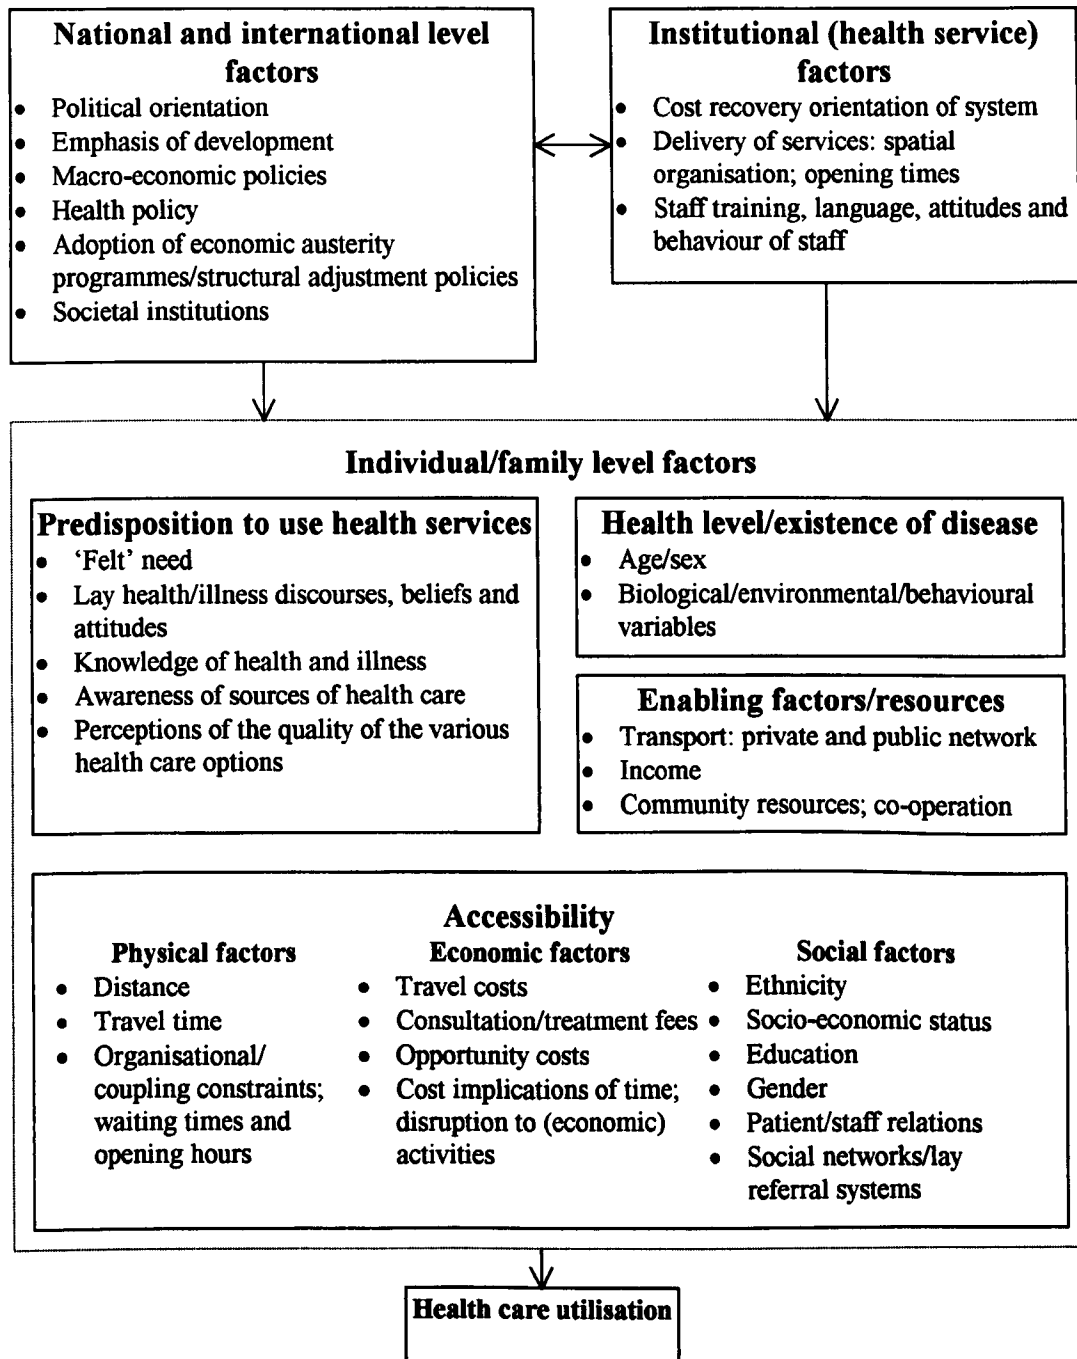 National and international level
factors
• Political orientation
• Emphasis of development
• Macro-economic policies
• Health policy
• Adoption of economic austerity
programmes/structural adjustment policies
• Societal institutions
Institutional (health service)
factors
• Cost recovery orientation of system
• Delivery of services: spatial
organisation; opening times
• Staff training, language, attitudes and
behaviour of staff
Individual/family level factors
Predisposition to use health services
• ‘Felt’ need
• Lay health/illness discourses, beliefs and
attitudes
• Knowledge of health and illness
• Awareness of sources of health care
• Perceptions of the quality of the various
health care options
Health level/existence of disease
• Age/sex
• Biological/environmental/behavioural
variables
Enabling factors/resources
• Transport: private and public network
• Income
• Community resources; co-operation
Accessibility
Physical factors
• Distance
• Travel time
• Organisational/
coupling constraints;
waiting times and
opening hours
Economic factors
• Travel costs
• Consultation/treatment fees
• Opportunity costs
• Cost implications of time;
disruption to (economic)
activities
Social factors
• Ethnicity
• Socio-economic status
• Education
• Gender
• Patient/staff relations
• Social networks/lay
referral systems
Health care utilisation